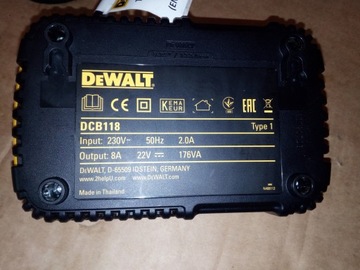 DEWALT
CE KEMA EUR EAC
DCB118 Type 1
Input: 230V~ 50Hz 2.0A
Output: 8A 22V 176VA
DEWALT, D-65509 IDSTEIN, GERMANY
www.2helpU.com www.DEWALT.com
Made in Thailand